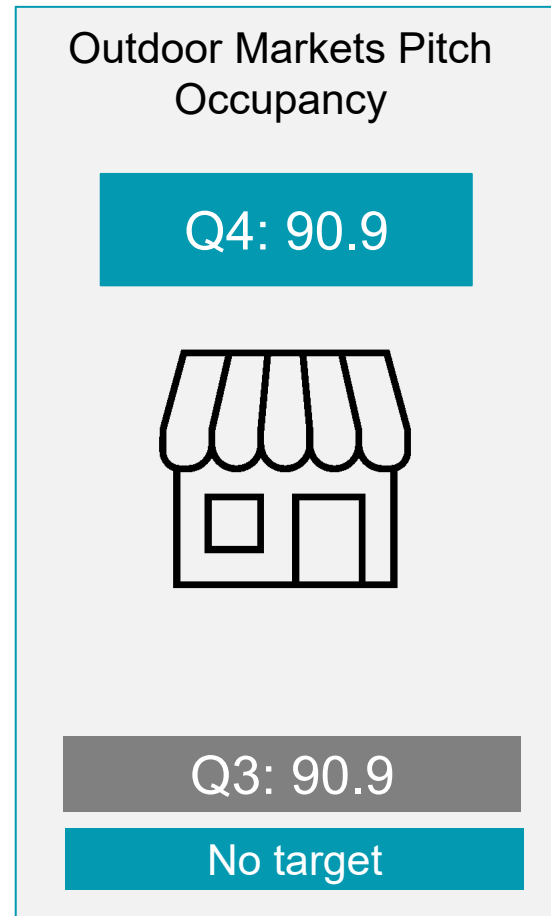 Outdoor Markets Pitch
Occupancy
Q4: 90.9
Q3: 90.9
No target